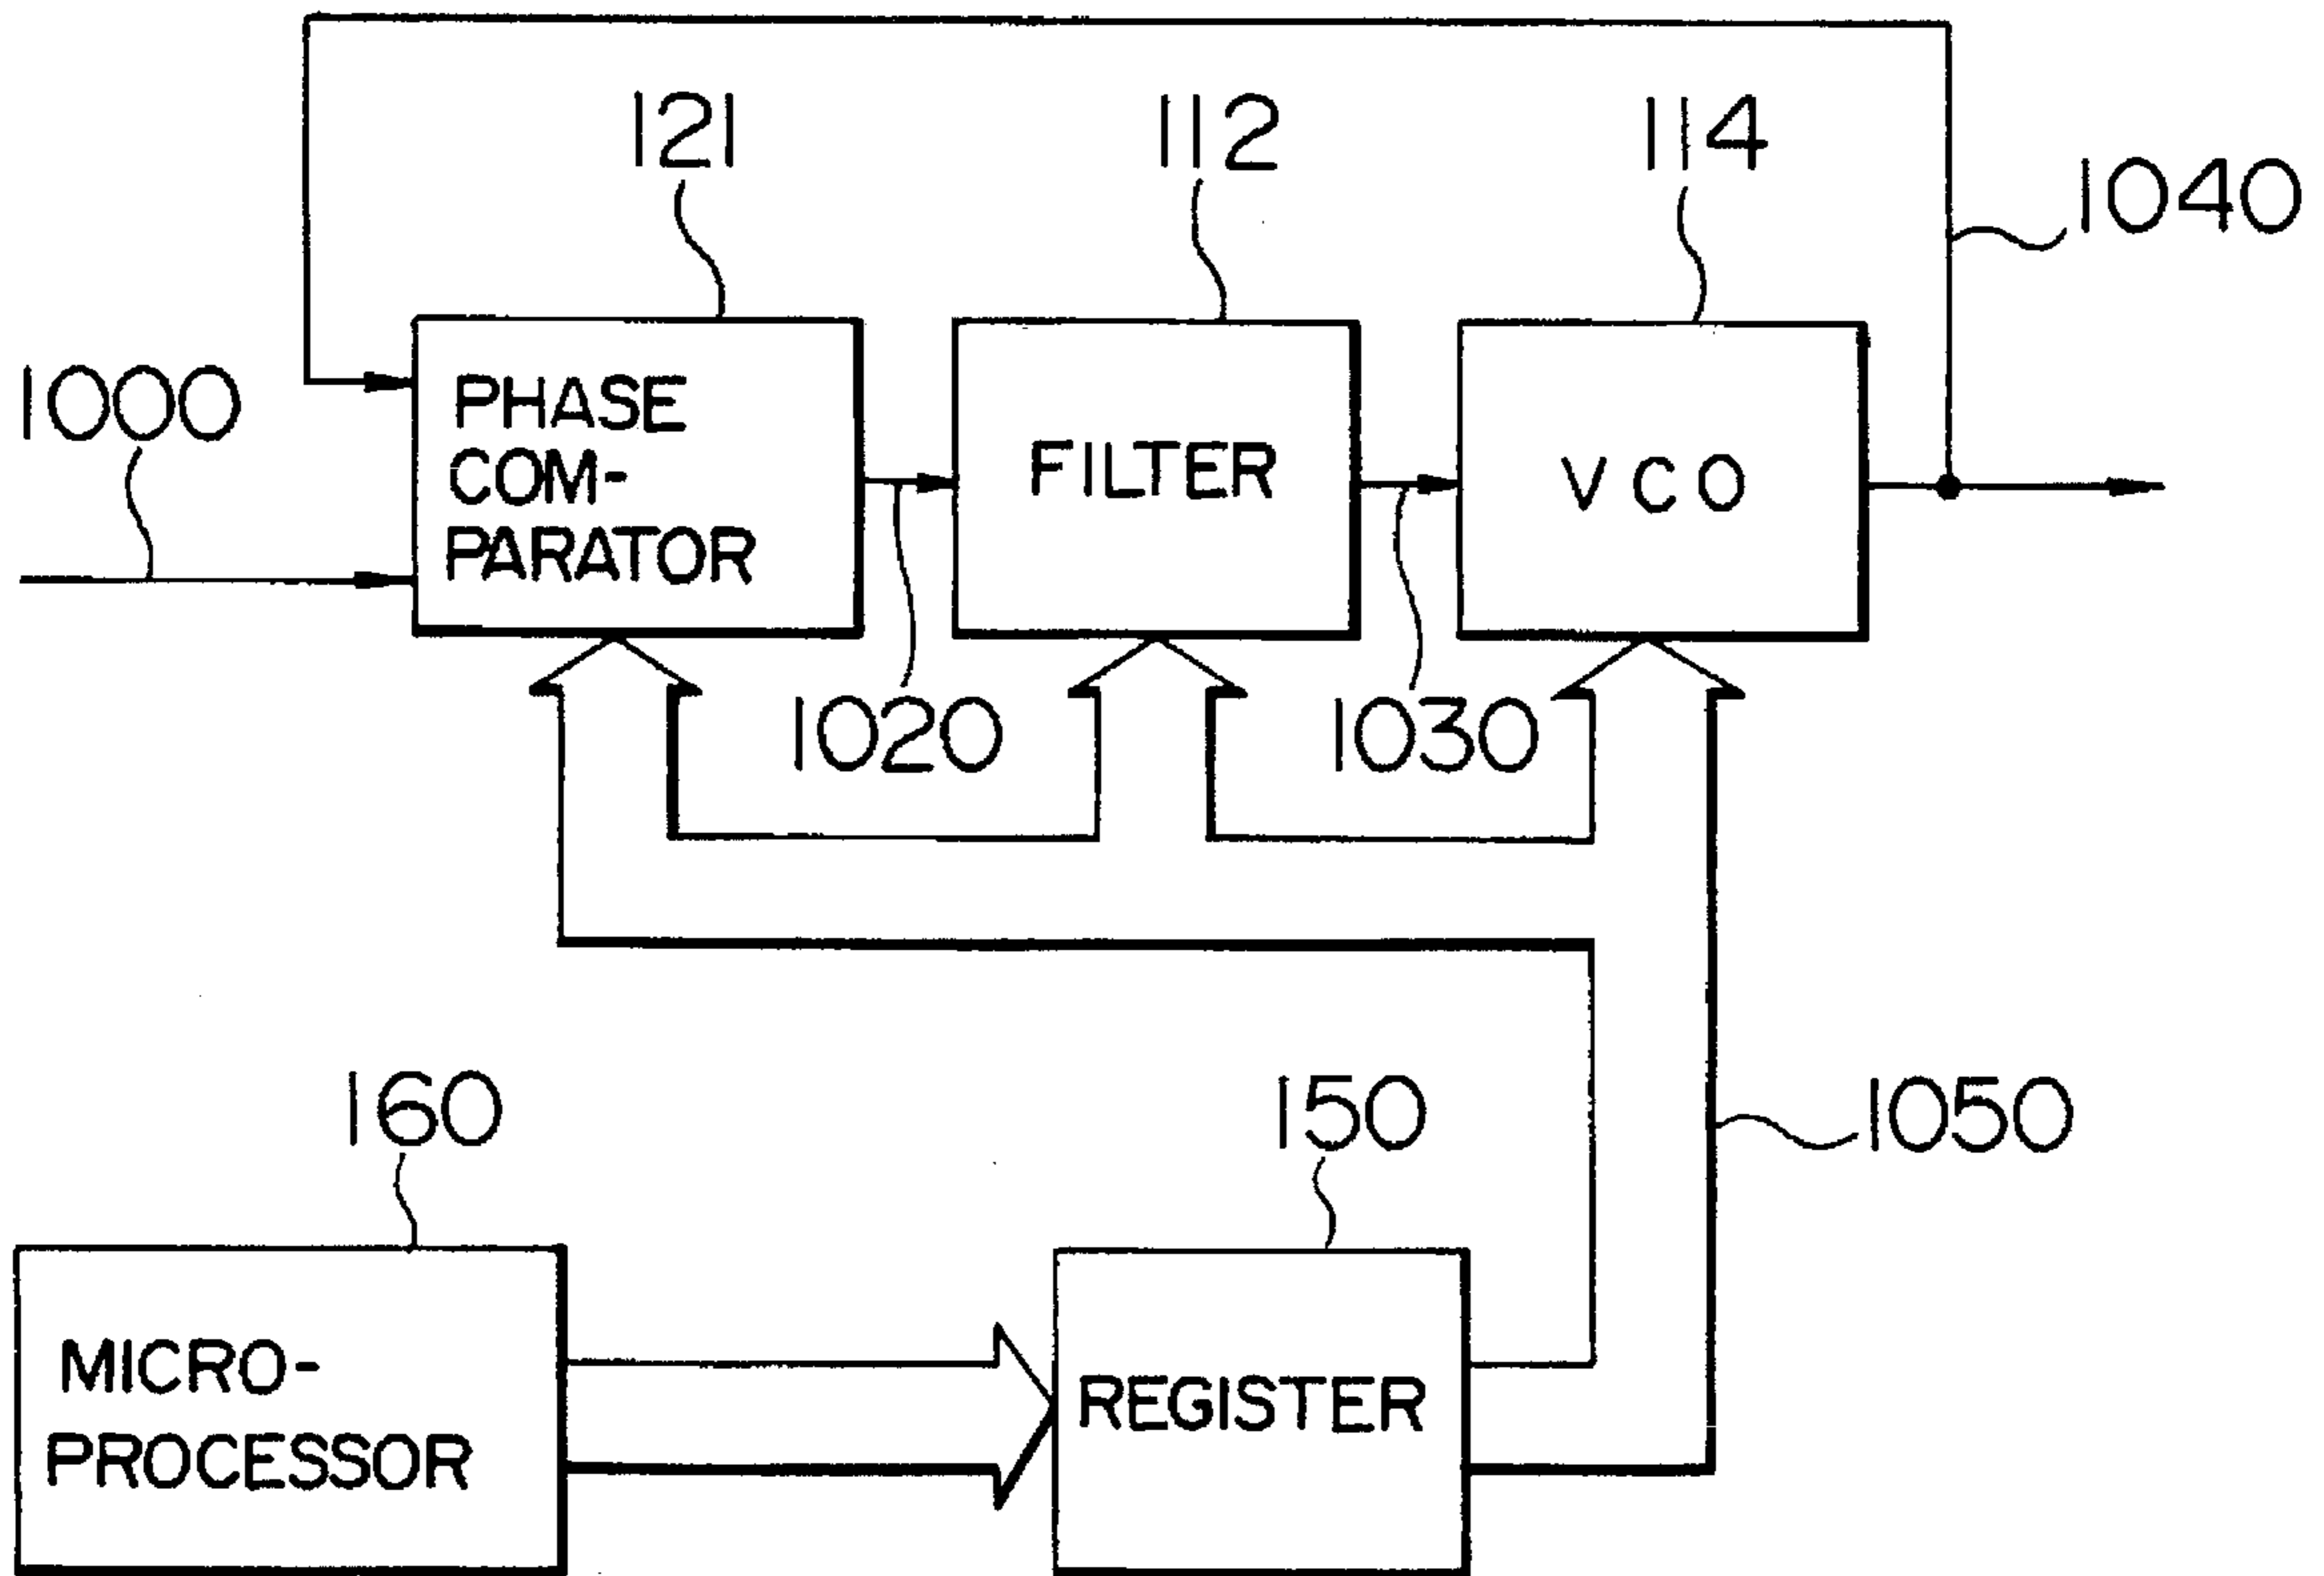 121
112
114
1040
1000
PHASE
COM-
PARATOR
FILTER
VCO
1020
1030
160
150
1050
MICRO-
PROCESSOR
REGISTER